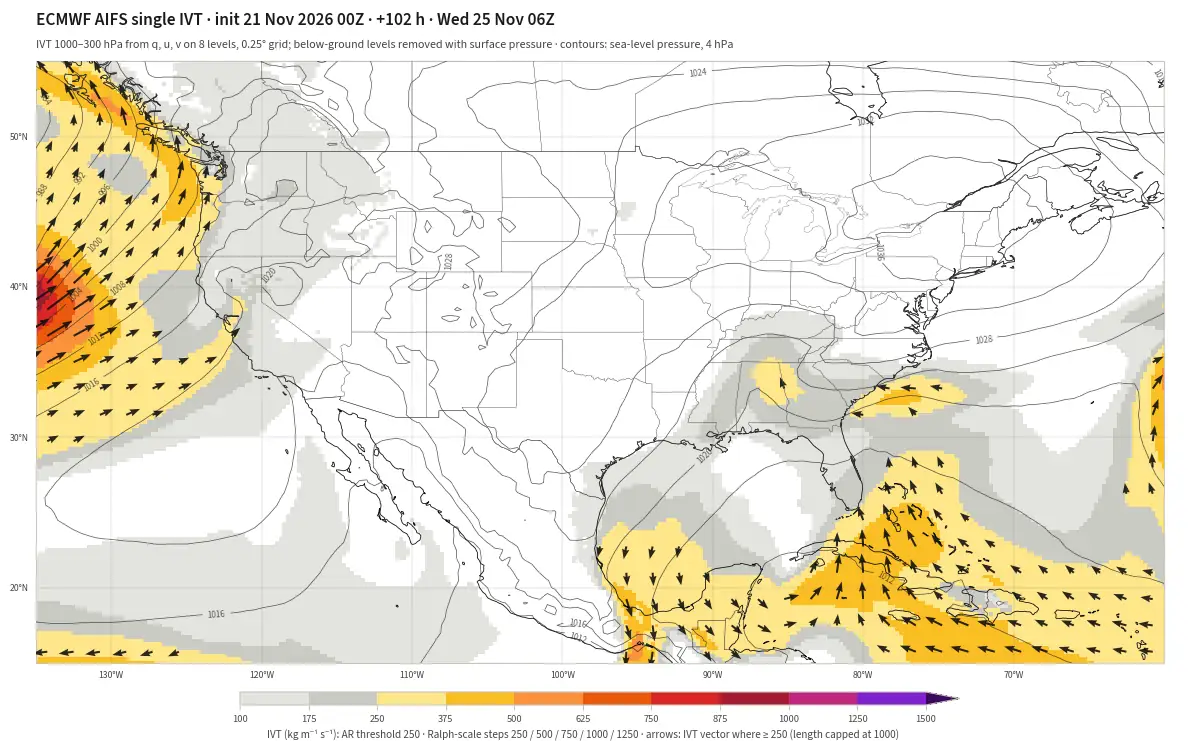 ECMWF AIFS single IVT · init 21 Nov 2026 00Z · +102 h · Wed 25 Nov 06Z
IVT 1000–300 hPa from q, u, v on 8 levels, 0.25° grid; below-ground levels removed with surface pressure · contours: sea-level pressure, 4 hPa
1024
50°N
988
992
996
1000
1036
40°N
1004
1008
1020
1028
1012
1028
1016
30°N
1020
20°N
1012
1016
1016
1012
130°W
120°W
110°W
100°W
90°W
80°W
70°W
100
175
250
375
500
625
750
875
1000
1250
1500
IVT (kg m⁻¹ s⁻¹): AR threshold 250 · Ralph-scale steps 250 / 500 / 750 / 1000 / 1250 · arrows: IVT vector where ≥ 250 (length capped at 1000)